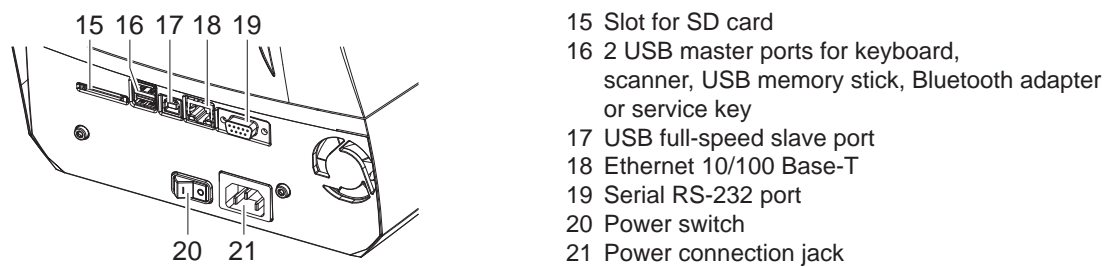 15 16 17 18 19
20 21
15 Slot for SD card
16 2 USB master ports for keyboard,
scanner, USB memory stick, Bluetooth adapter
or service key
17 USB full-speed slave port
18 Ethernet 10/100 Base-T
19 Serial RS-232 port
20 Power switch
21 Power connection jack